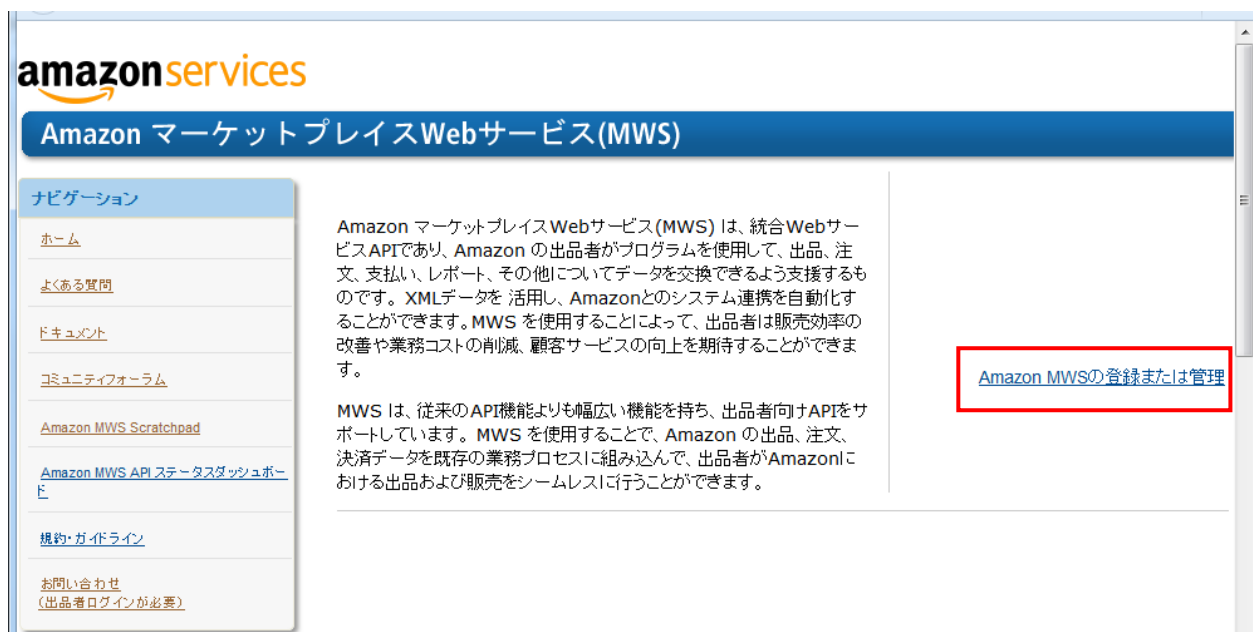 amazonservices
Amazon マーケットプレイスWebサービス(MWS)
ナビゲーション
ホーム
よくある質問
ドキュメント
コミュニティフォーラム
Amazon MWS Scratchpad
Amazon MWS API ステータスダッシュボー
ド
規約・ガイドライン
お問い合わせ
(出品者ログインが必要)
Amazon マーケットプレイスWebサービス(MWS) は、統合Webサー
ビスAPIであり、Amazon の出品者がプログラムを使用して、出品、注
文、支払い、レポート、その他についてデータを交換できるよう支援するも
のです。XMLデータを 活用し、Amazonとのシステム連携を自動化す
ることができます。MWS を使用することによって、出品者は販売効率の
改善や業務コストの削減、顧客サービスの向上を期待することができま
す。
MWS は、従来のAPI機能よりも幅広い機能を持ち、出品者向けAPIをサ
ポートしています。MWS を使用することで、Amazon の出品、注文、
決済データを既存の業務プロセスに組み込んで、出品者がAmazonに
おける出品および販売をシームレスに行うことができます。
Amazon MWSの登録または管理